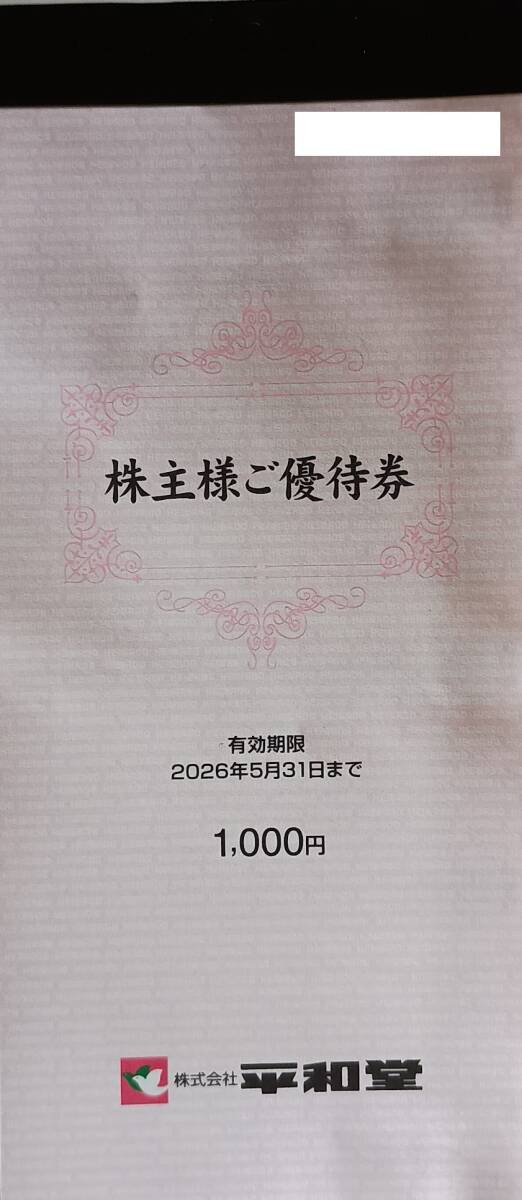 株主様ご優待券
有効期限
2026年5月31日まで
1,000円
株式会社 平和堂